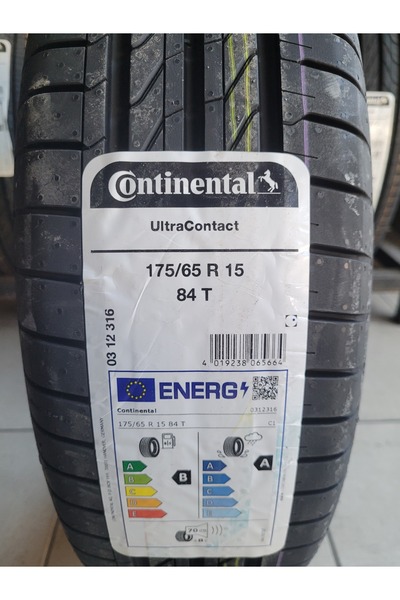 Continental
UltraContact
175/65 R 15
84 T
03 12 316
4 019238 065664
ENERG
Continental
0312316
175/65 R 15 84 T
C1
A
B
C
D
E
B
A
B
C
D
E
A
70